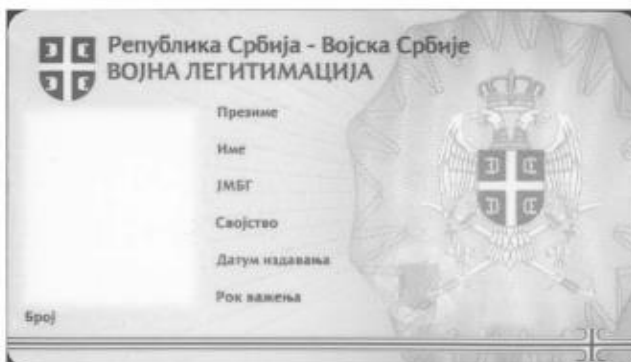 Република Србија - Војска Србије
ВОЈНА ЛЕГИТИМАЦИЈА
Презиме
Име
ЈМБГ
Својство
Датум издавања
Рок важења
Број